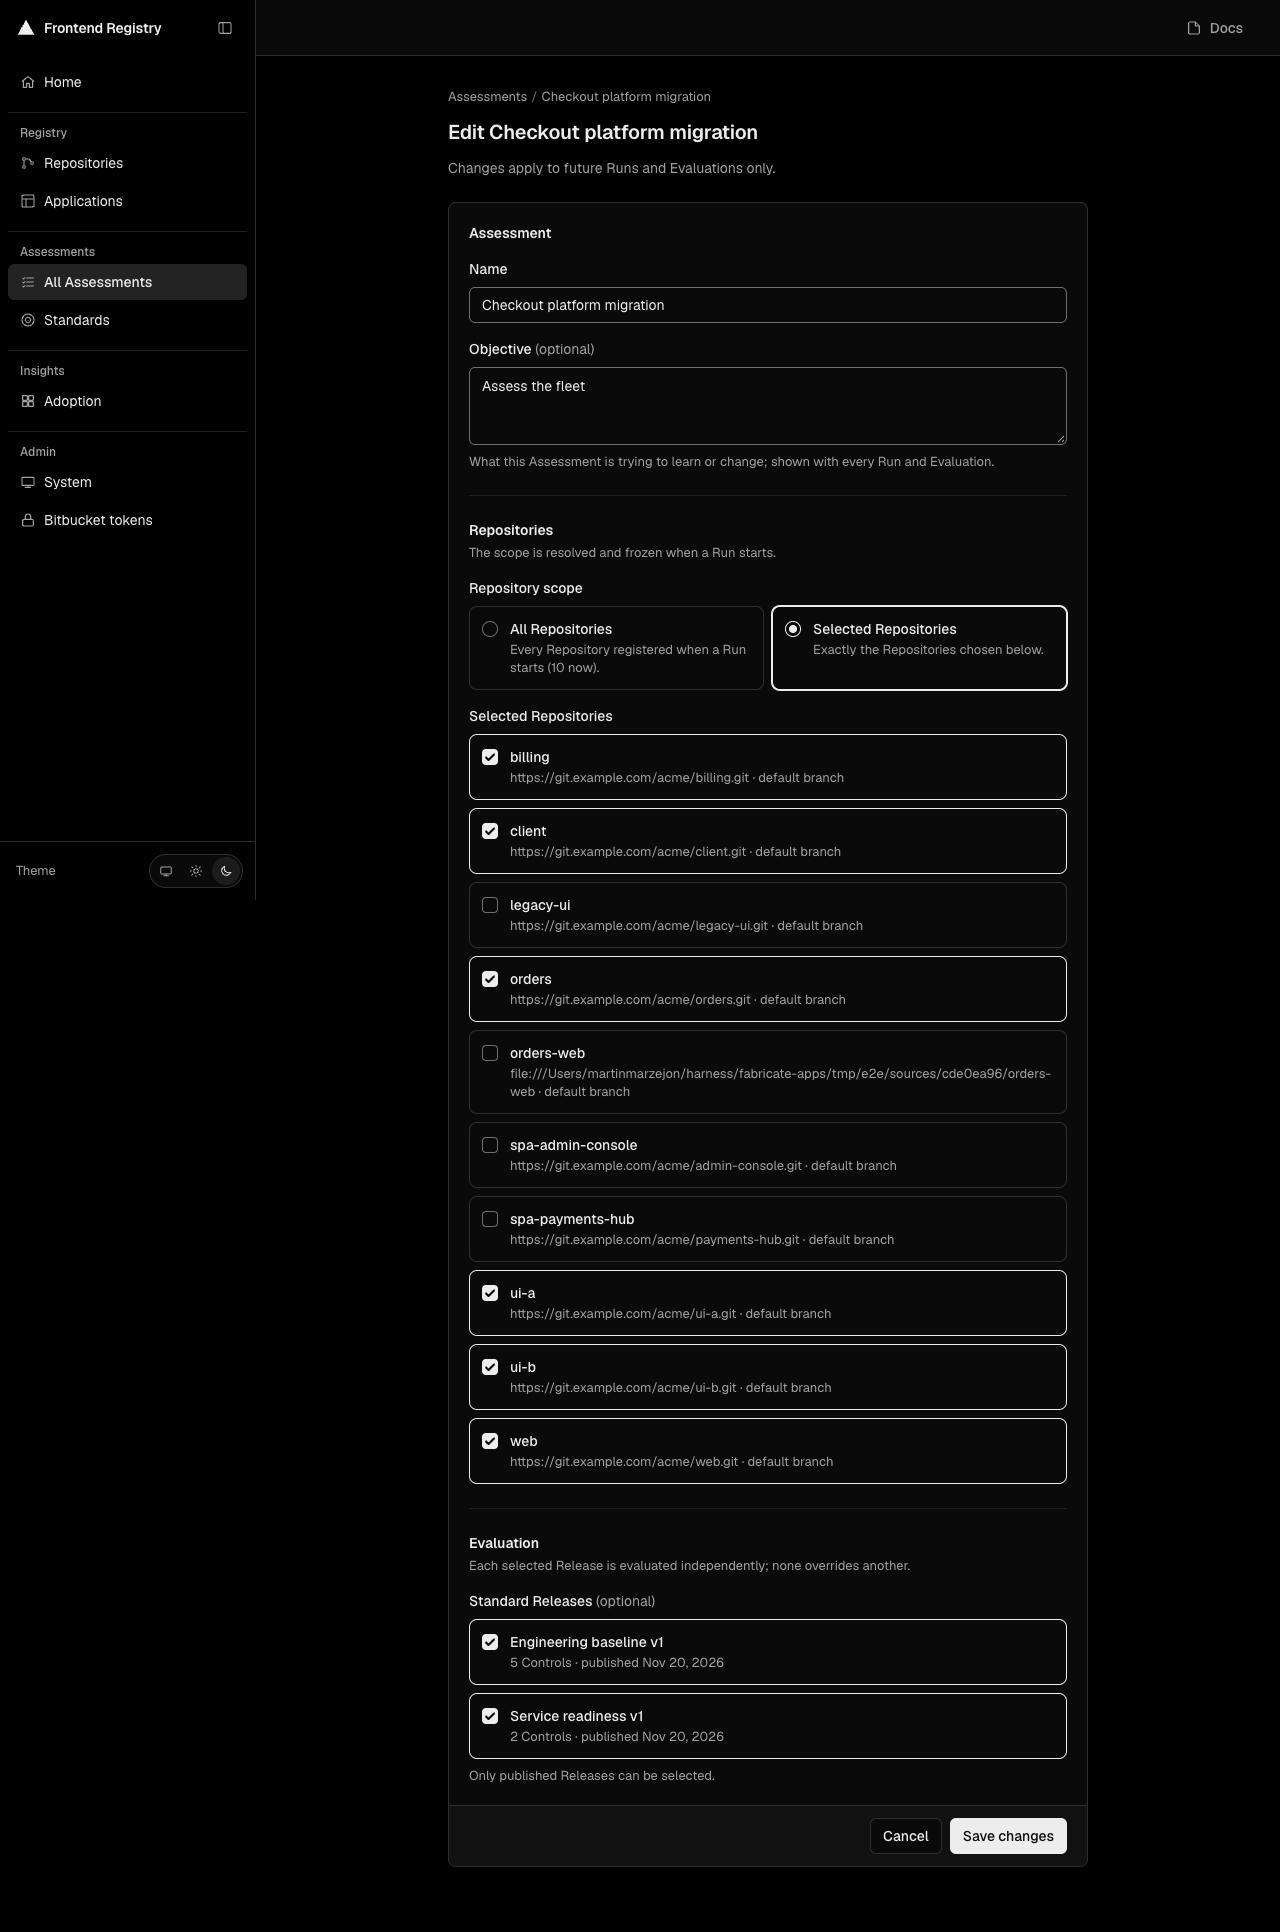 Frontend Registry
Docs
Home
Registry
Repositories
Applications
Assessments
All Assessments
Standards
Insights
Adoption
Admin
System
Bitbucket tokens
Theme
Assessments / Checkout platform migration
Edit Checkout platform migration
Changes apply to future Runs and Evaluations only.
Assessment
Name
Checkout platform migration
Objective (optional)
Assess the fleet
What this Assessment is trying to learn or change; shown with every Run and Evaluation.
Repositories
The scope is resolved and frozen when a Run starts.
Repository scope
All Repositories
Every Repository registered when a Run
starts (10 now).
Selected Repositories
Exactly the Repositories chosen below.
Selected Repositories
billing
https://git.example.com/acme/billing.git · default branch
client
https://git.example.com/acme/client.git · default branch
legacy-ui
https://git.example.com/acme/legacy-ui.git · default branch
orders
https://git.example.com/acme/orders.git · default branch
orders-web
file:///Users/martinmarzejon/harness/fabricate-apps/tmp/e2e/sources/cde0ea96/orders-
web · default branch
spa-admin-console
https://git.example.com/acme/admin-console.git · default branch
spa-payments-hub
https://git.example.com/acme/payments-hub.git · default branch
ui-a
https://git.example.com/acme/ui-a.git · default branch
ui-b
https://git.example.com/acme/ui-b.git · default branch
web
https://git.example.com/acme/web.git · default branch
Evaluation
Each selected Release is evaluated independently; none overrides another.
Standard Releases (optional)
Engineering baseline v1
5 Controls · published Nov 20, 2026
Service readiness v1
2 Controls · published Nov 20, 2026
Only published Releases can be selected.
Cancel
Save changes